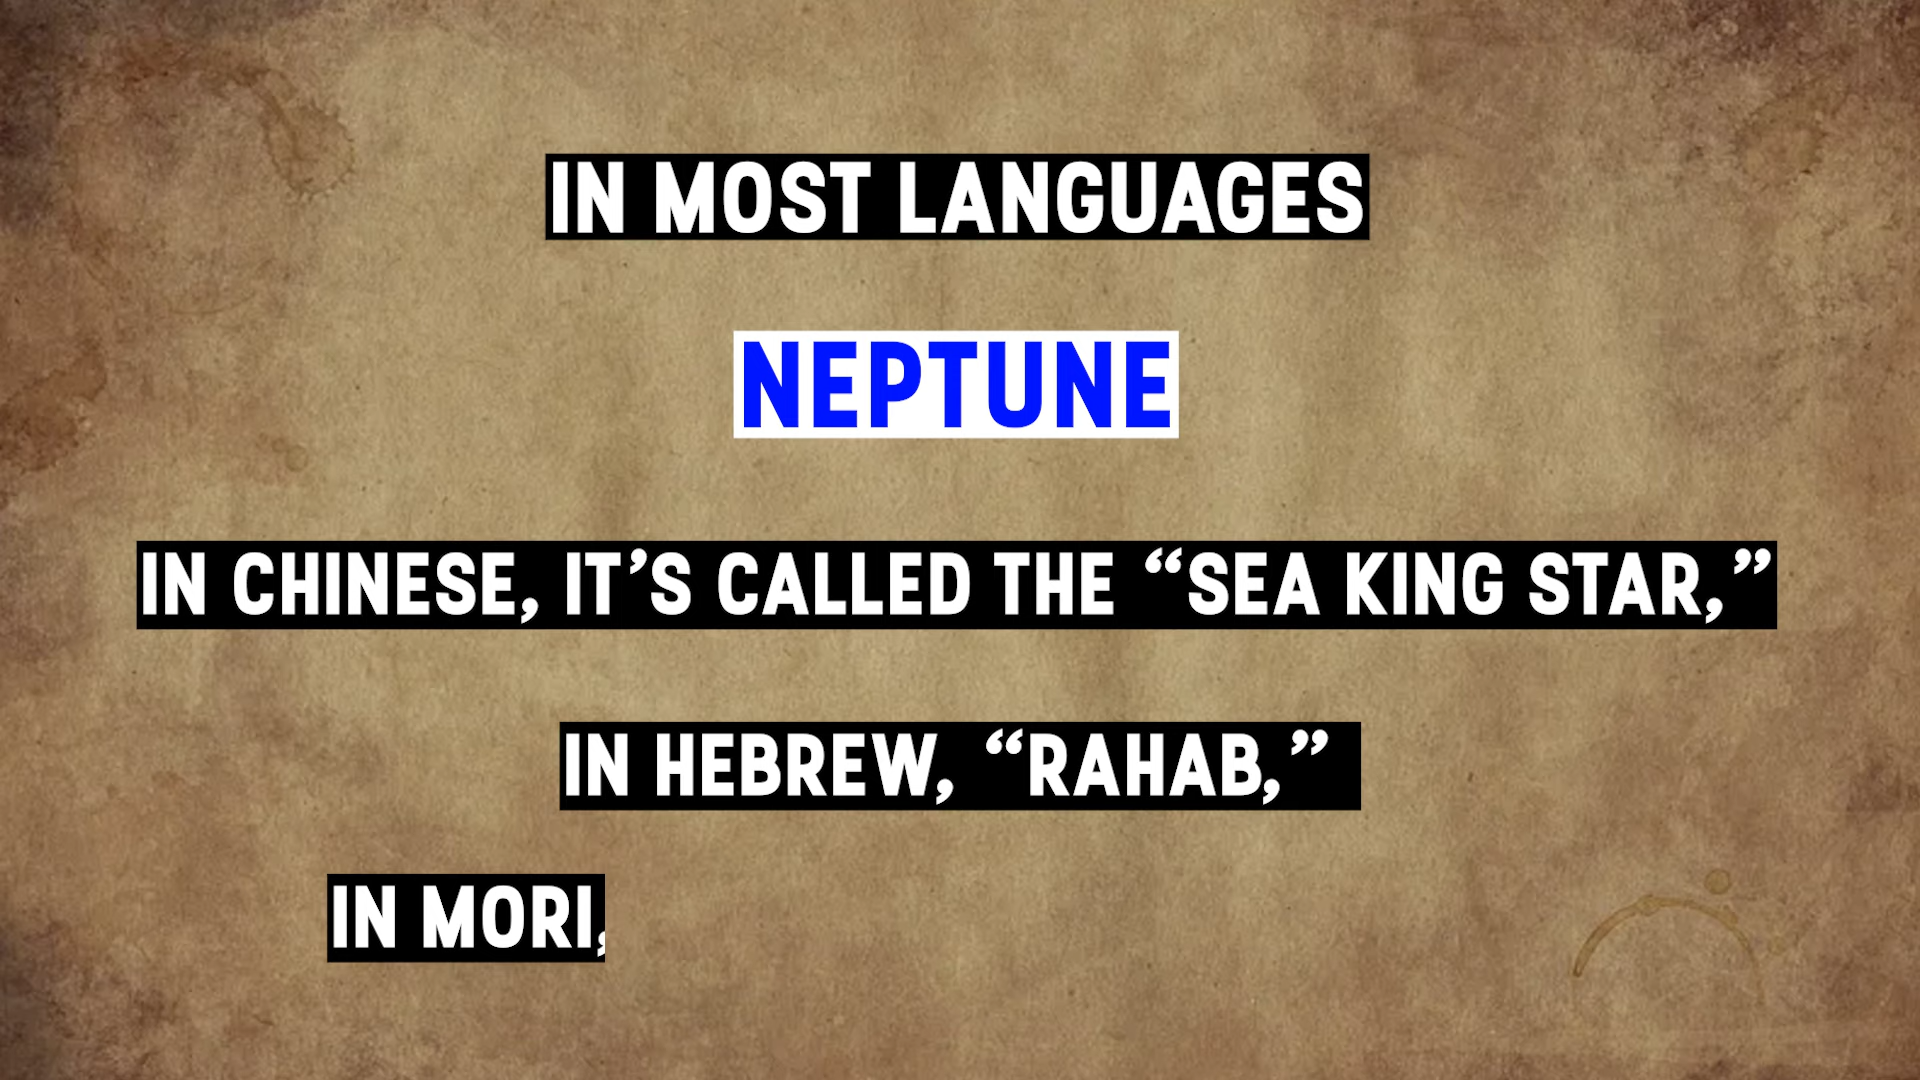 IN MOST LANGUAGES
NEPTUNE
IN CHINESE, IT’S CALLED THE “SEA KING STAR,”
IN HEBREW, “RAHAB,”
IN MORI,